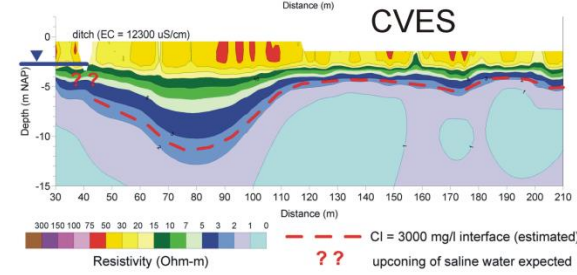 Distance (m)
CVES
ditch (EC = 12300 uS/cm)
0
-5
-10
-15
Depth (m NAP)
? ?
30 40 50 60 70 80 90 100 110 120 130 140 150 160 170 180 190 200 210
Distance (m)
300 150 100 75 50 30 20 15 10 7 5 3 2 1 0
Resistivity (Ohm-m)
Cl = 3000 mg/l interface (estimated)
? ? upconing of saline water expected